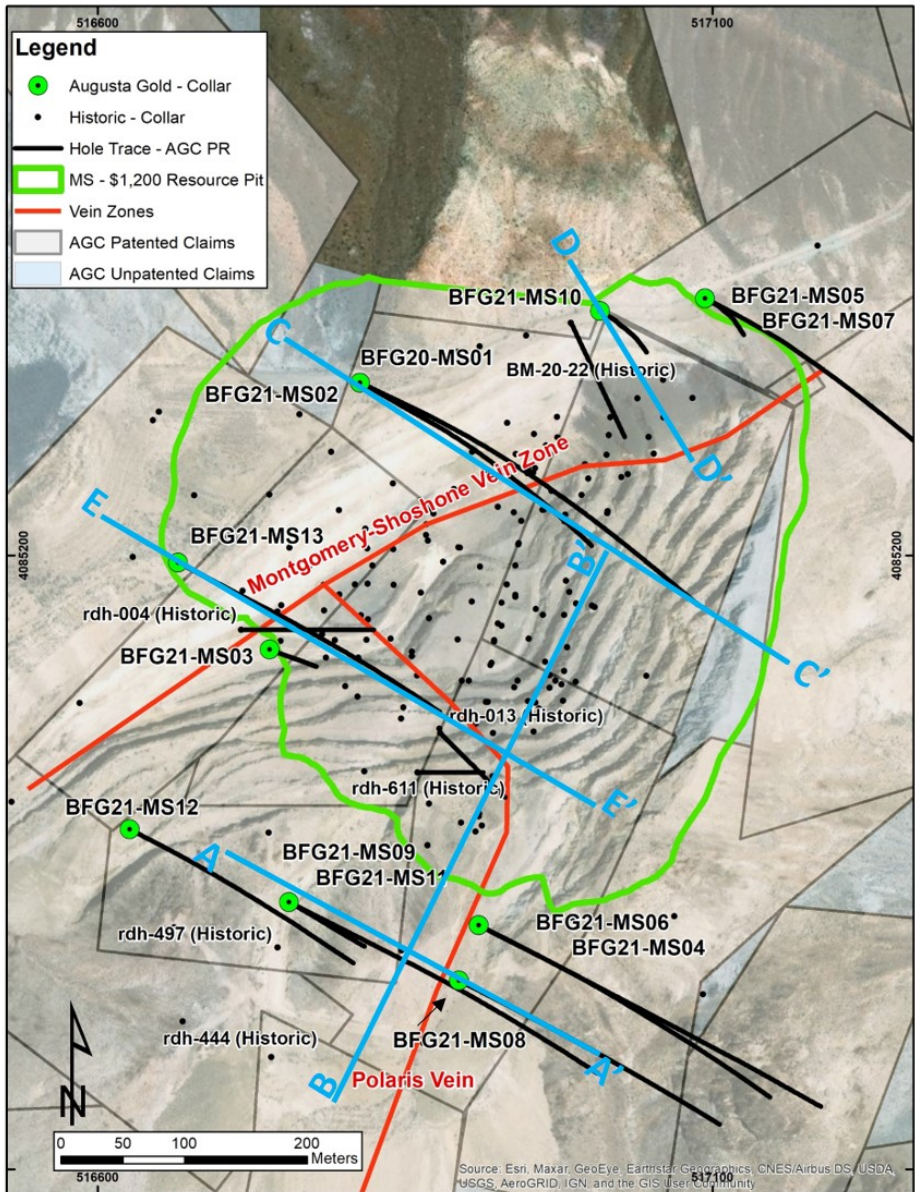 516600
517100
Legend
Augusta Gold - Collar
Historic - Collar
Hole Trace - AGC PR
MS - $1,200 Resource Pit
Vein Zones
AGC Patented Claims
AGC Unpatented Claims
D
BFG21-MS10
BFG21-MS05
BFG21-MS07
C
BFG20-MS01
BM-20-22 (Historic)
BFG21-MS02
D'
Montgomery-Shoshone Vein Zone
E
BFG21-MS13
4085200
4085200
B'
rdh-004 (Historic)
BFG21-MS03
C'
rdh-013 (Historic)
rdh-611 (Historic)
E'
BFG21-MS12
A
BFG21-MS09
BFG21-MS11
BFG21-MS06
rdh-497 (Historic)
BFG21-MS04
rdh-444 (Historic)
BFG21-MS08
A'
B
Polaris Vein
N
0 50 100 200
Meters
Source: Esri, Maxar, GeoEye, Earthstar Geographics, CNES/Airbus DS, USDA,
USGS, AeroGRID, IGN, and the GIS User Community
516600
517100